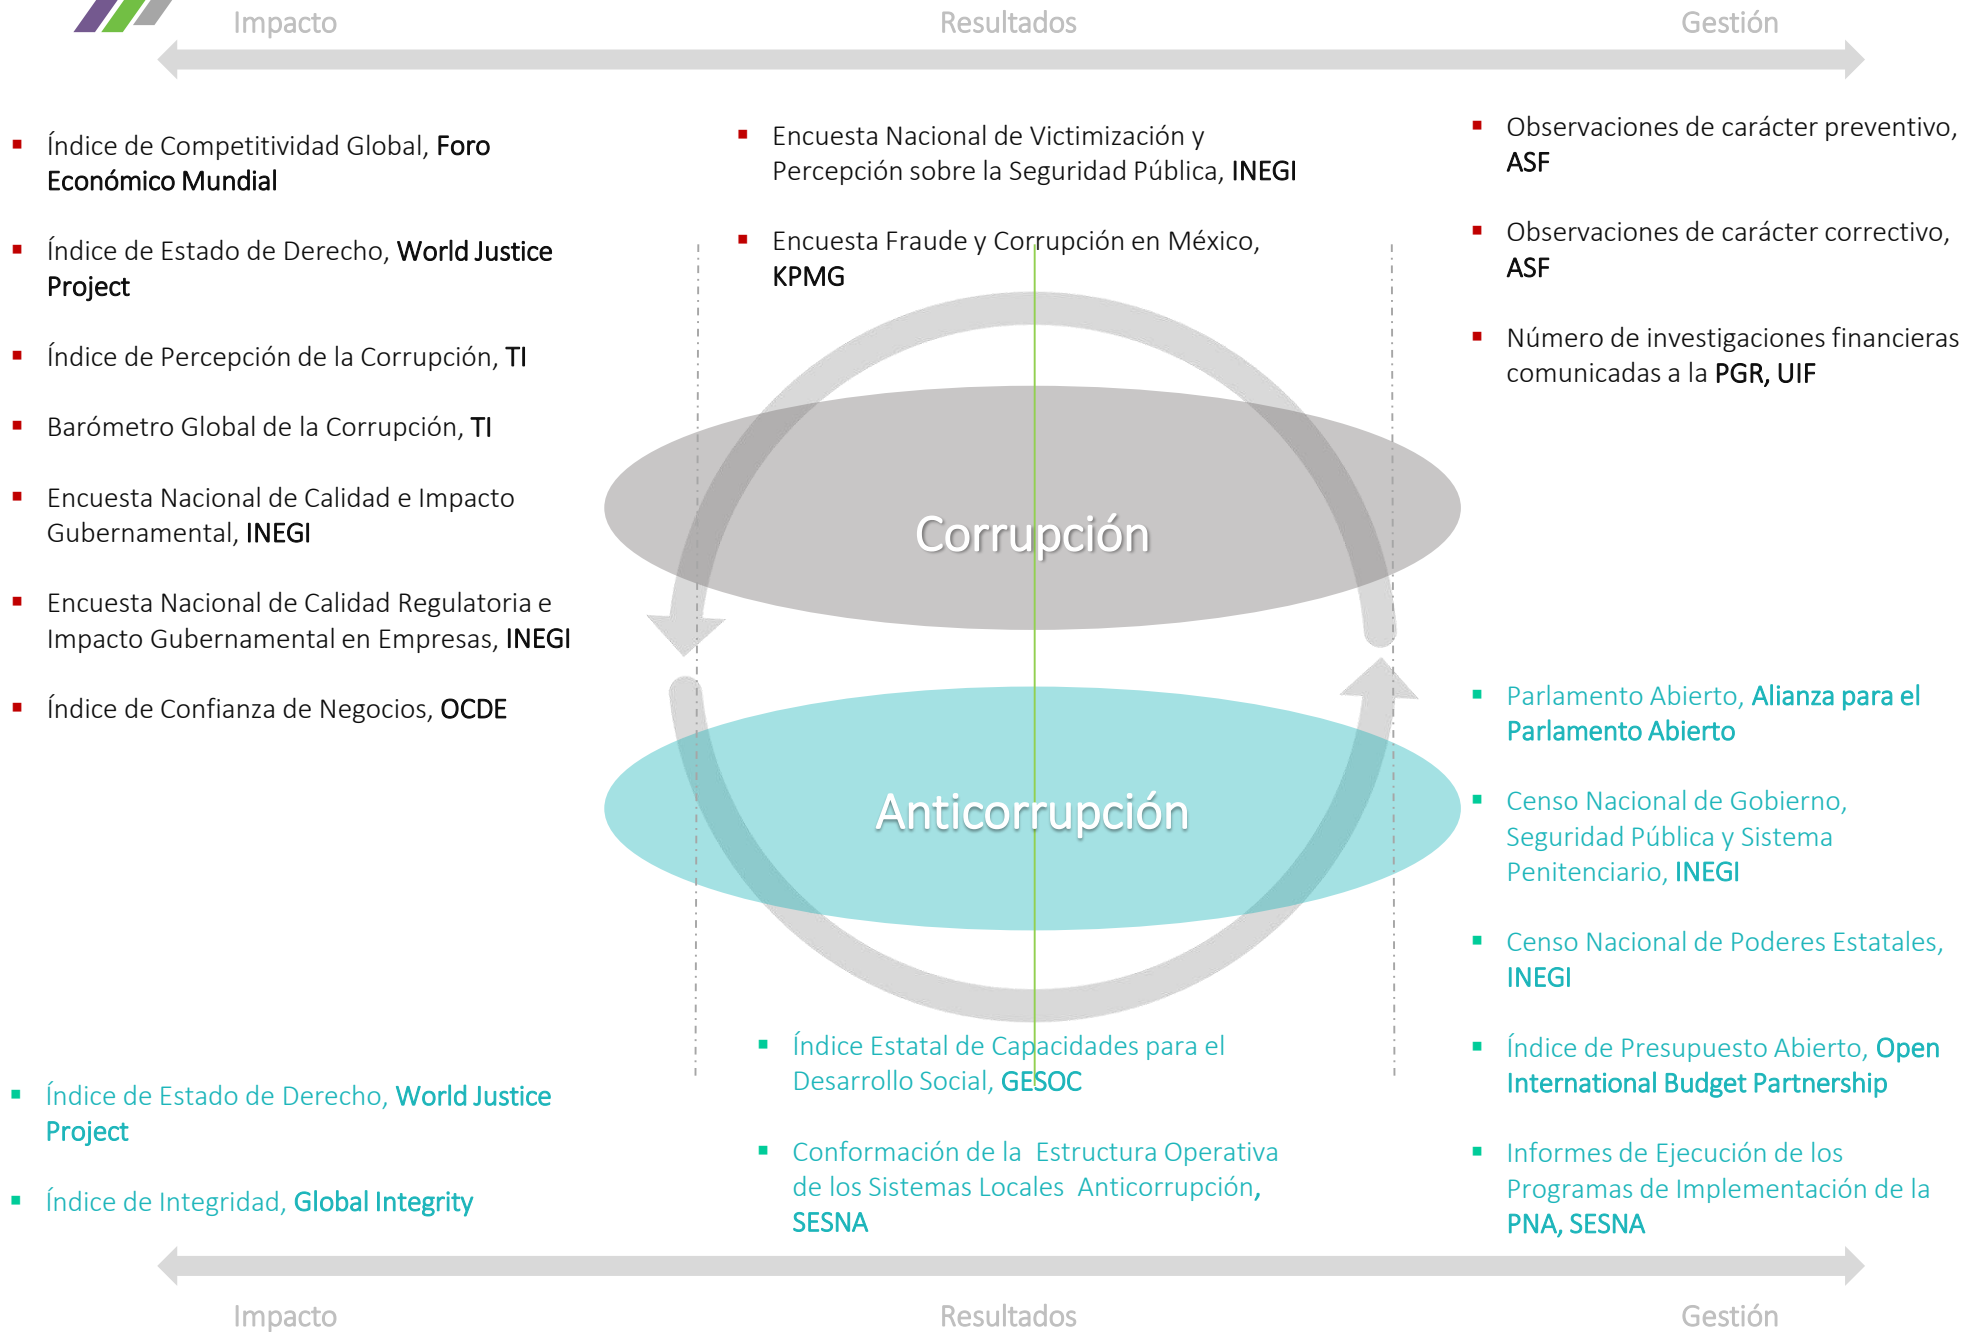 Impacto
Resultados
Gestión
Índice de Competitividad Global, Foro
Económico Mundial
Índice de Estado de Derecho, World Justice
Project
Índice de Percepción de la Corrupción, TI
Barómetro Global de la Corrupción, TI
Encuesta Nacional de Calidad e Impacto
Gubernamental, INEGI
Encuesta Nacional de Calidad Regulatoria e
Impacto Gubernamental en Empresas, INEGI
Índice de Confianza de Negocios, OCDE
Encuesta Nacional de Victimización y
Percepción sobre la Seguridad Pública, INEGI
Encuesta Fraude y Corrupción en México,
KPMG
Observaciones de carácter preventivo,
ASF
Observaciones de carácter correctivo,
ASF
Número de investigaciones financieras
comunicadas a la PGR, UIF
Corrupción
Anticorrupción
Índice de Estado de Derecho, World Justice
Project
Índice de Integridad, Global Integrity
Índice Estatal de Capacidades para el
Desarrollo Social, GESOC
Conformación de la Estructura Operativa
de los Sistemas Locales Anticorrupción,
SESNA
Parlamento Abierto, Alianza para el
Parlamento Abierto
Censo Nacional de Gobierno,
Seguridad Pública y Sistema
Penitenciario, INEGI
Censo Nacional de Poderes Estatales,
INEGI
Índice de Presupuesto Abierto, Open
International Budget Partnership
Informes de Ejecución de los
Programas de Implementación de la
PNA, SESNA
Impacto
Resultados
Gestión